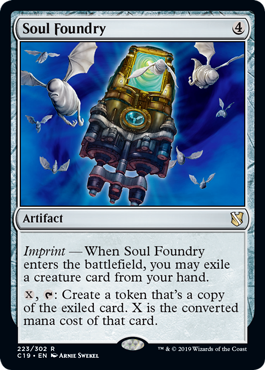 Soul Foundry 4
Artifact
Imprint — When Soul Foundry
enters the battlefield, you may exile
a creature card from your hand.
X, : Create a token that's a copy
of the exiled card. X is the converted
mana cost of that card.
223/302 R
C19 • EN Arnie Swekel
™ & © 2019 Wizards of the Coast